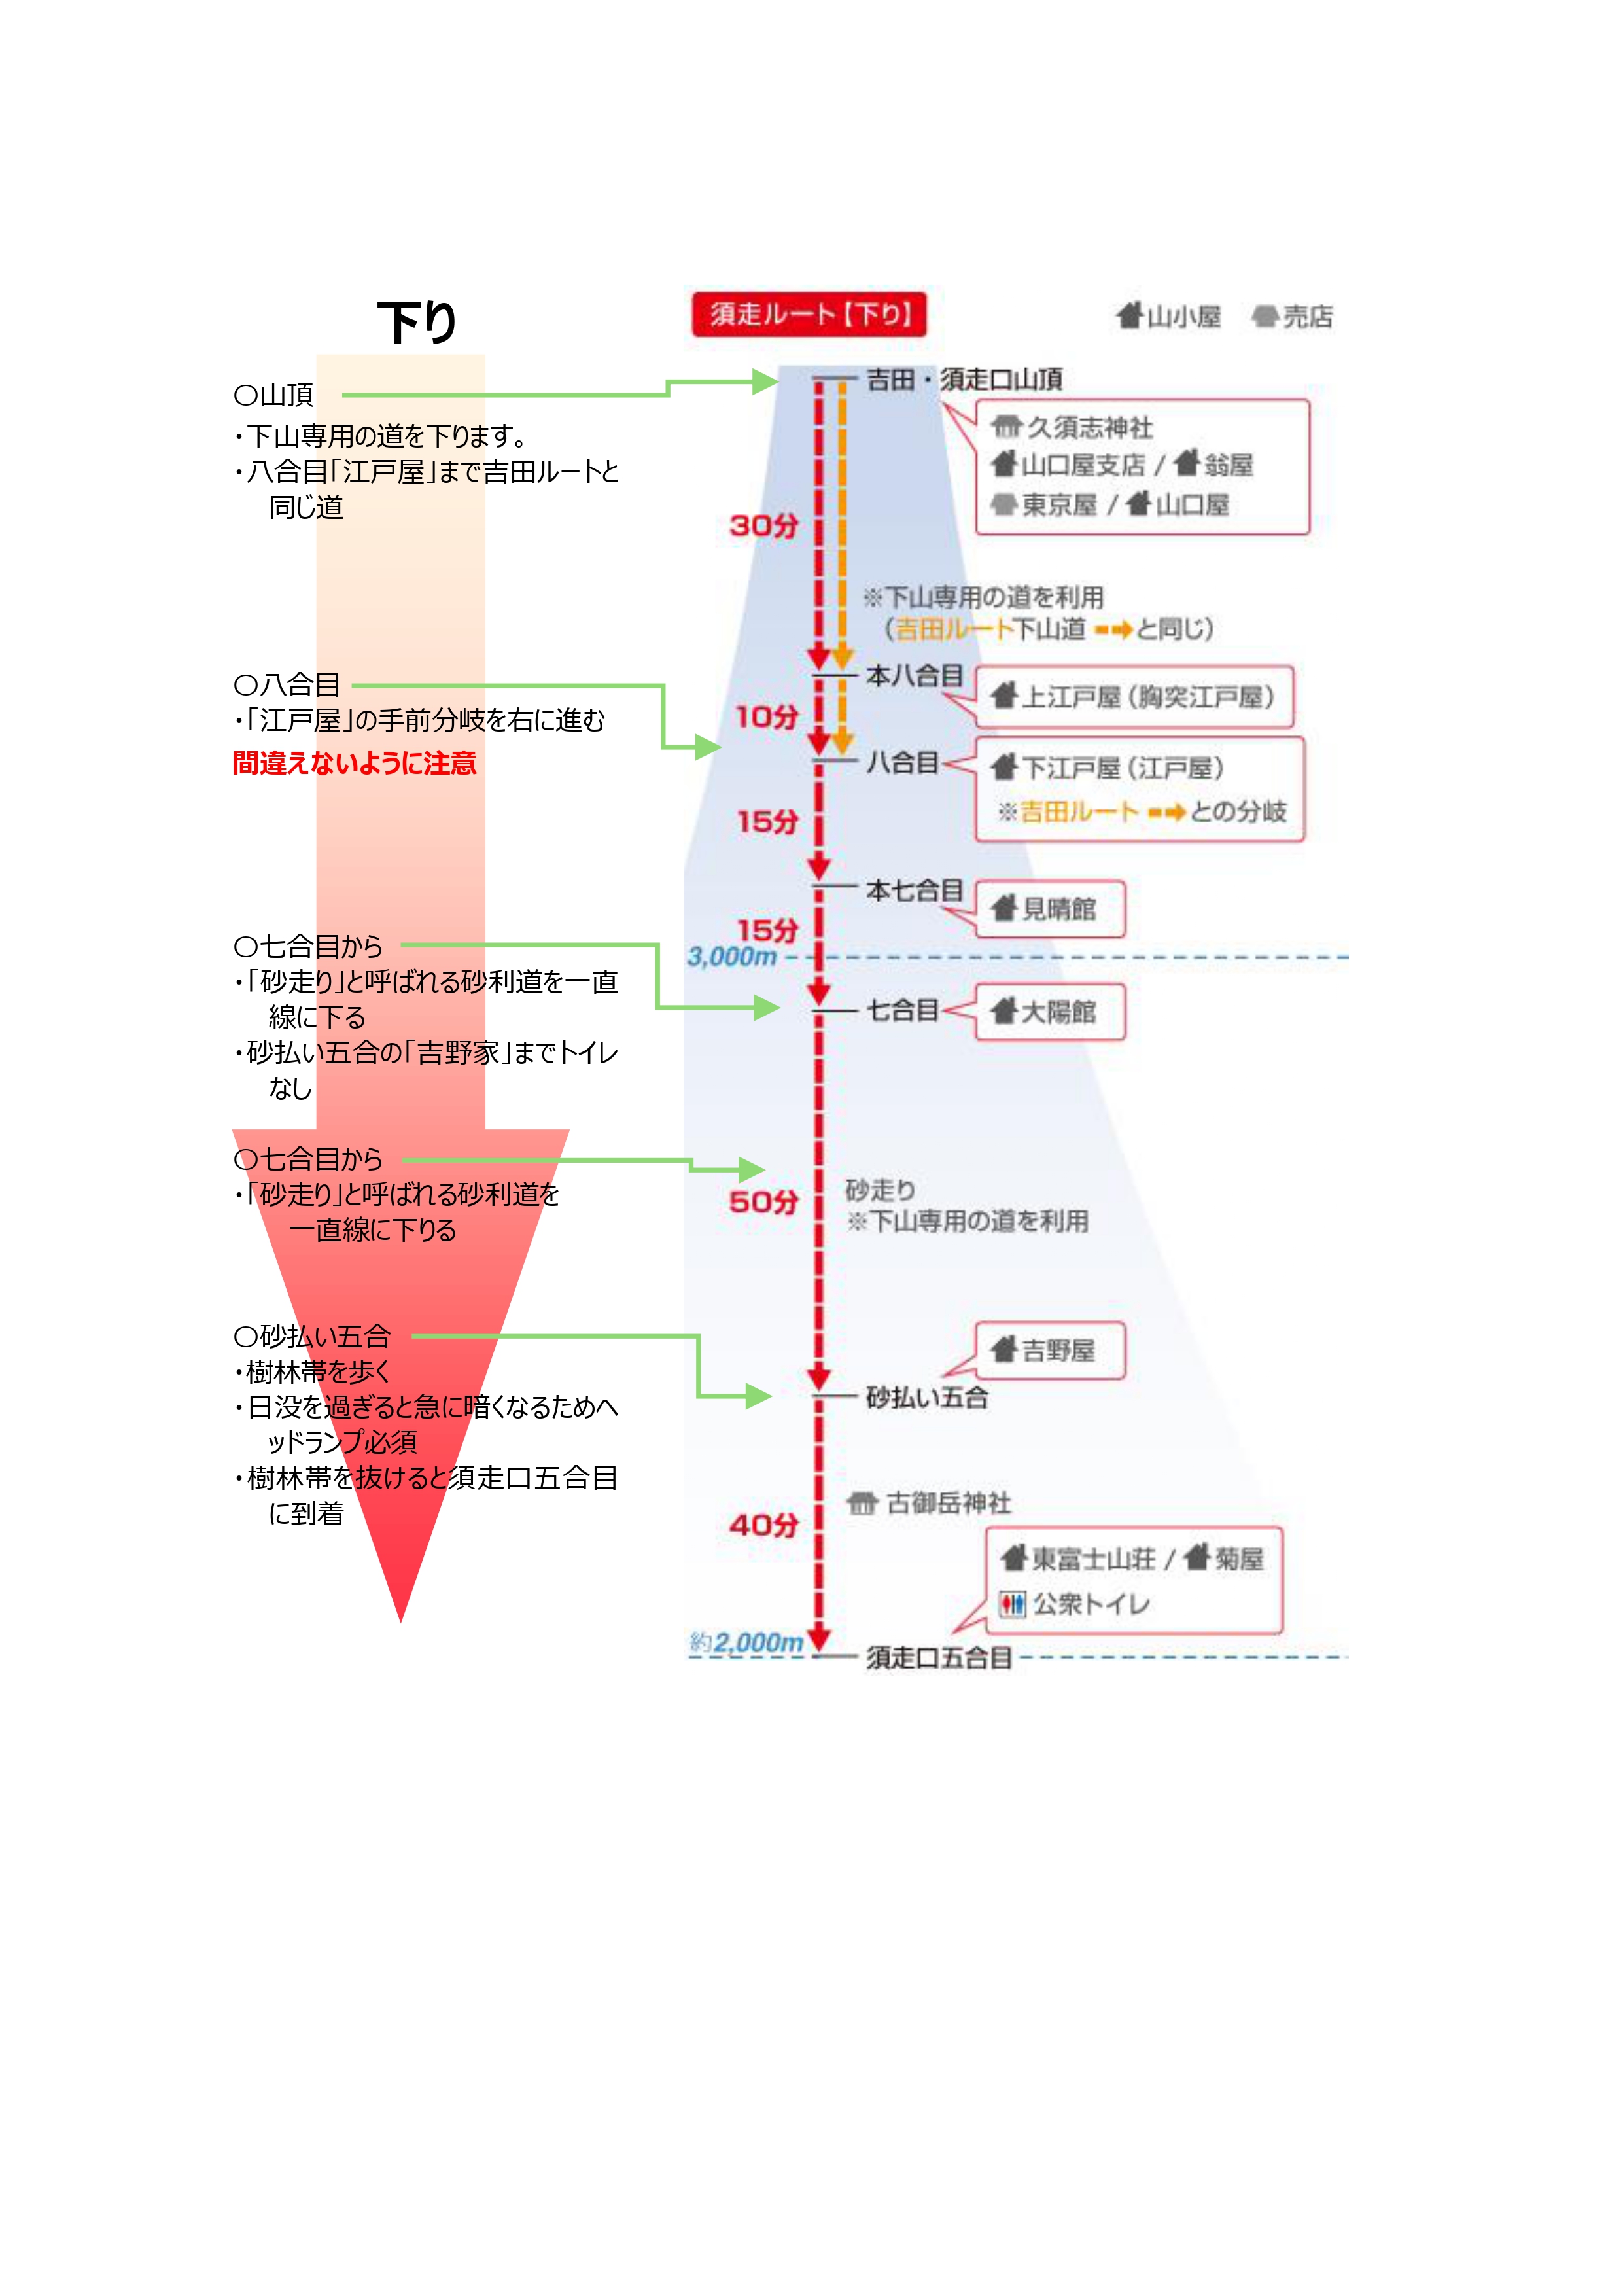 下り
〇山頂
・下山専用の道を下ります。
・八合目「江戸屋」まで吉田ルートと
同じ道
〇八合目
・「江戸屋」の手前分岐を右に進む
間違えないように注意
〇七合目から
・「砂走り」と呼ばれる砂利道を一直
線に下る
・砂払い五合の「吉野家」までトイレ
なし
〇七合目から
・「砂走り」と呼ばれる砂利道を
一直線に下りる
〇砂払い五合
・樹林帯を歩く
・日没を過ぎると急に暗くなるためヘ
ッドランプ必須
・樹林帯を抜けると須走口五合目
に到着
須走ルート【下り】
山小屋 売店
吉田・須走口山頂
久須志神社
山口屋支店 / 翁屋
東京屋 / 山口屋
30分
※下山専用の道を利用
（吉田ルート下山道 と同じ）
本八合目
上江戸屋（胸突江戸屋）
10分
八合目
下江戸屋（江戸屋）
※吉田ルート との分岐
15分
本七合目
見晴館
15分
3,000m
七合目
大陽館
50分
砂走り
※下山専用の道を利用
吉野屋
砂払い五合
古御岳神社
40分
東富士山荘 / 菊屋
公衆トイレ
約2,000m
須走口五合目